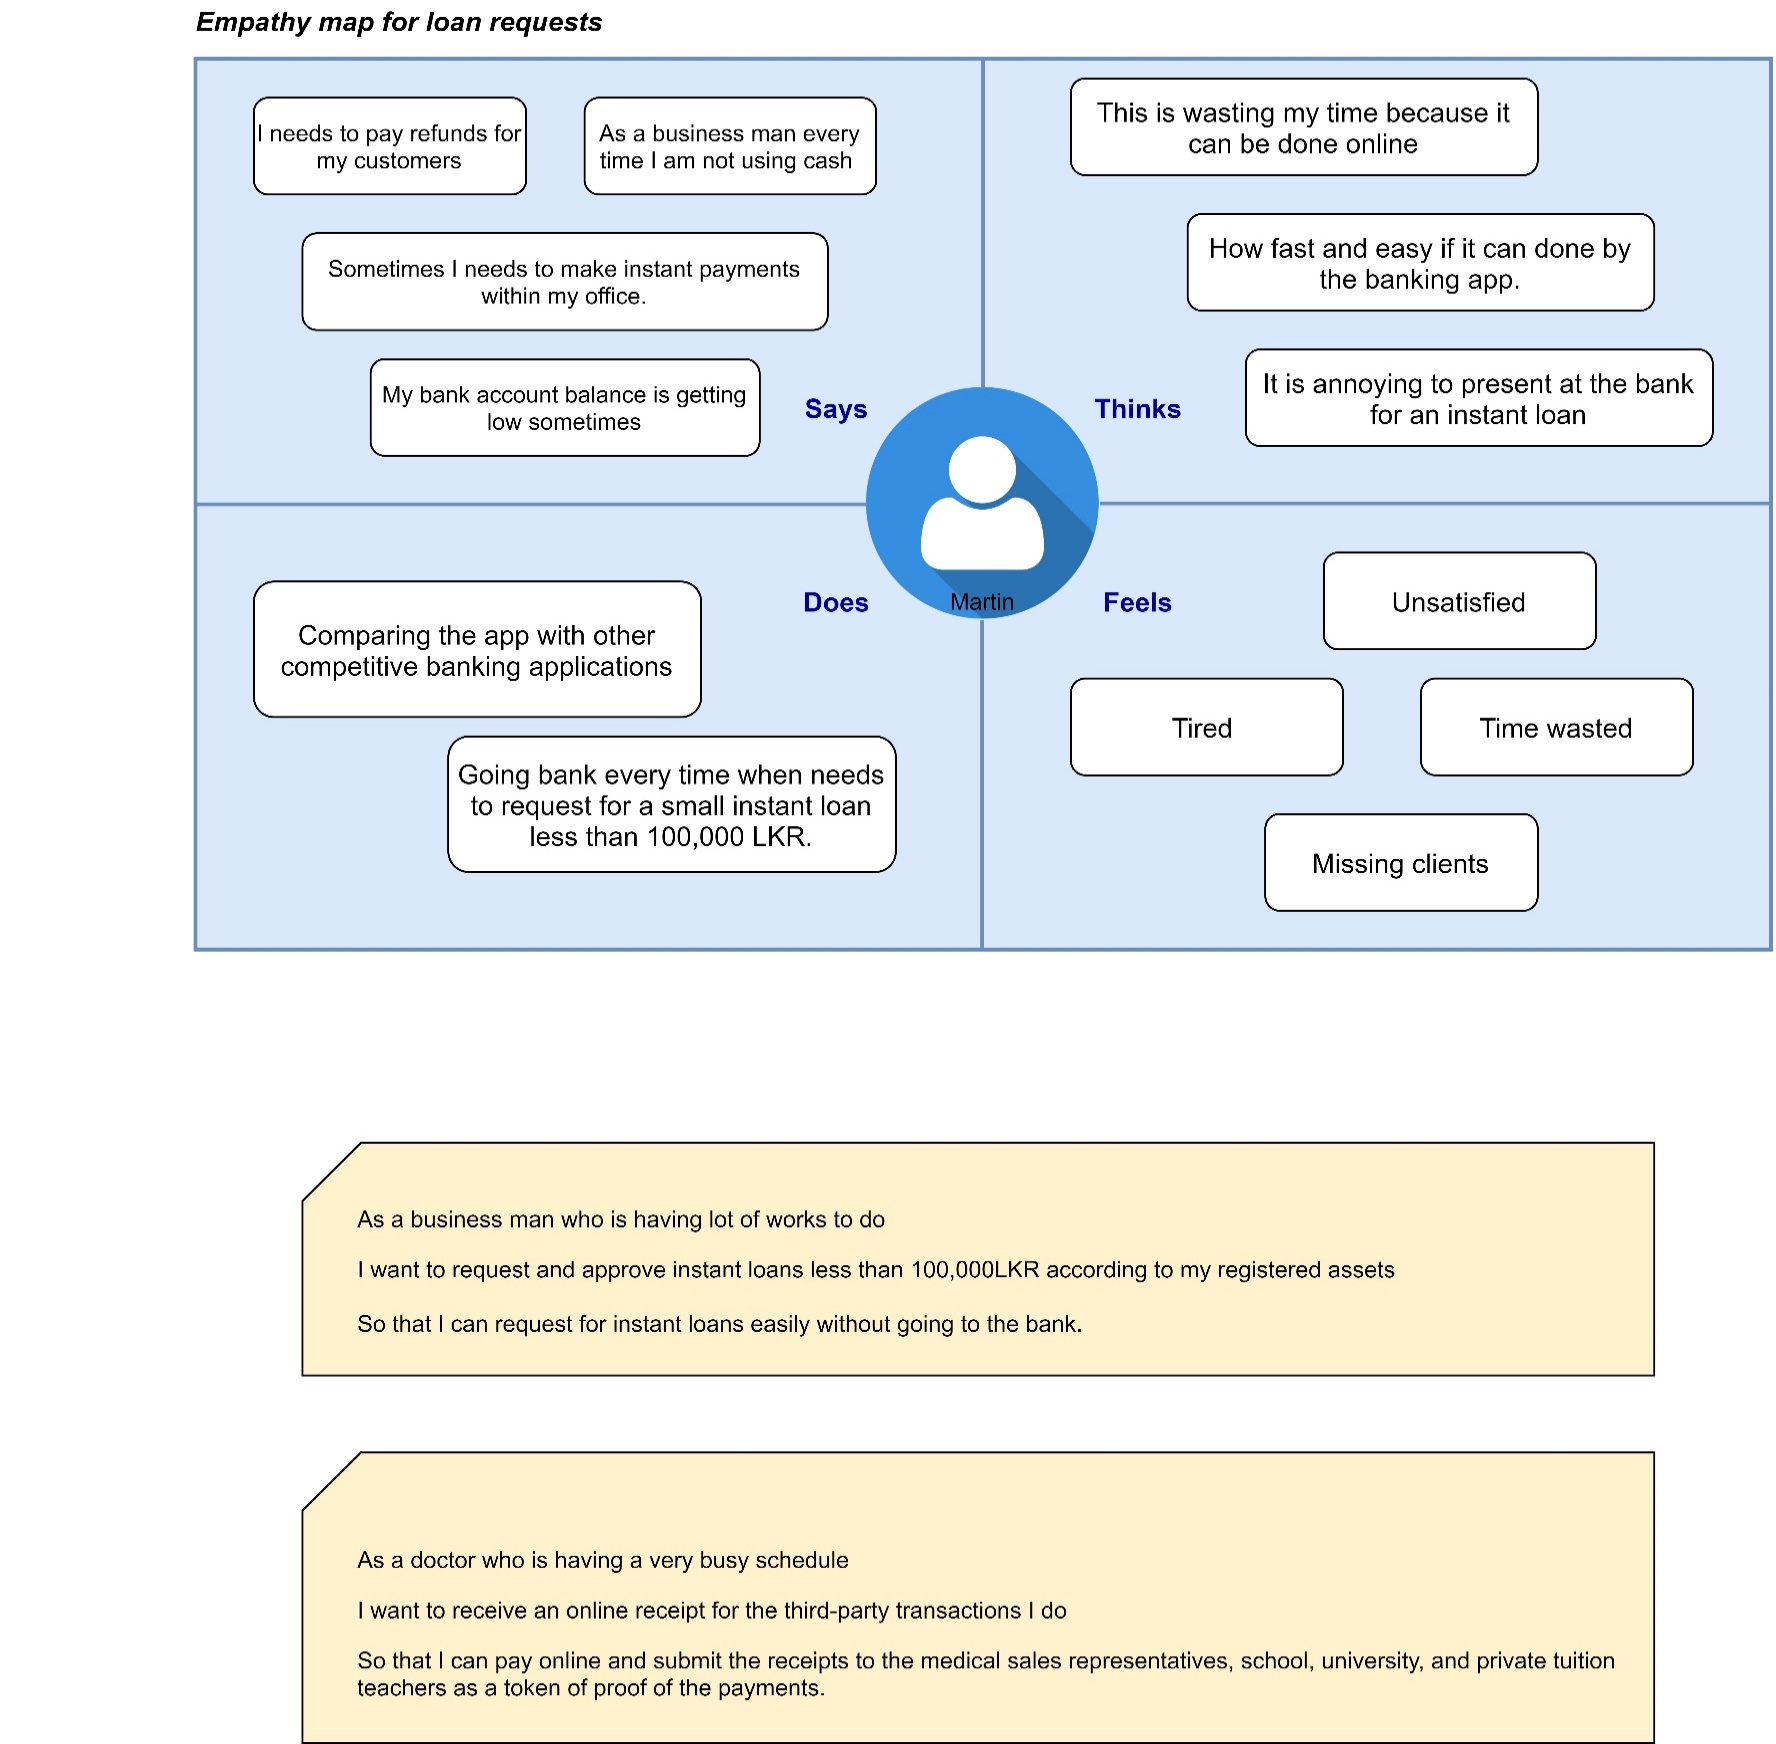 Empathy map for loan requests
I needs to pay refunds for
my customers
As a business man every
time I am not using cash
Sometimes I needs to make instant payments
within my office.
My bank account balance is getting
low sometimes
Says
This is wasting my time because it
can be done online
How fast and easy if it can done by
the banking app.
It is annoying to present at the bank
for an instant loan
Thinks
Martin
Does
Comparing the app with other
competitive banking applications
Going bank every time when needs
to request for a small instant loan
less than 100,000 LKR.
Feels
Unsatisfied
Tired
Time wasted
Missing clients
As a business man who is having lot of works to do
I want to request and approve instant loans less than 100,000LKR according to my registered assets
So that I can request for instant loans easily without going to the bank.
As a doctor who is having a very busy schedule
I want to receive an online receipt for the third-party transactions I do
So that I can pay online and submit the receipts to the medical sales representatives, school, university, and private tuition
teachers as a token of proof of the payments.